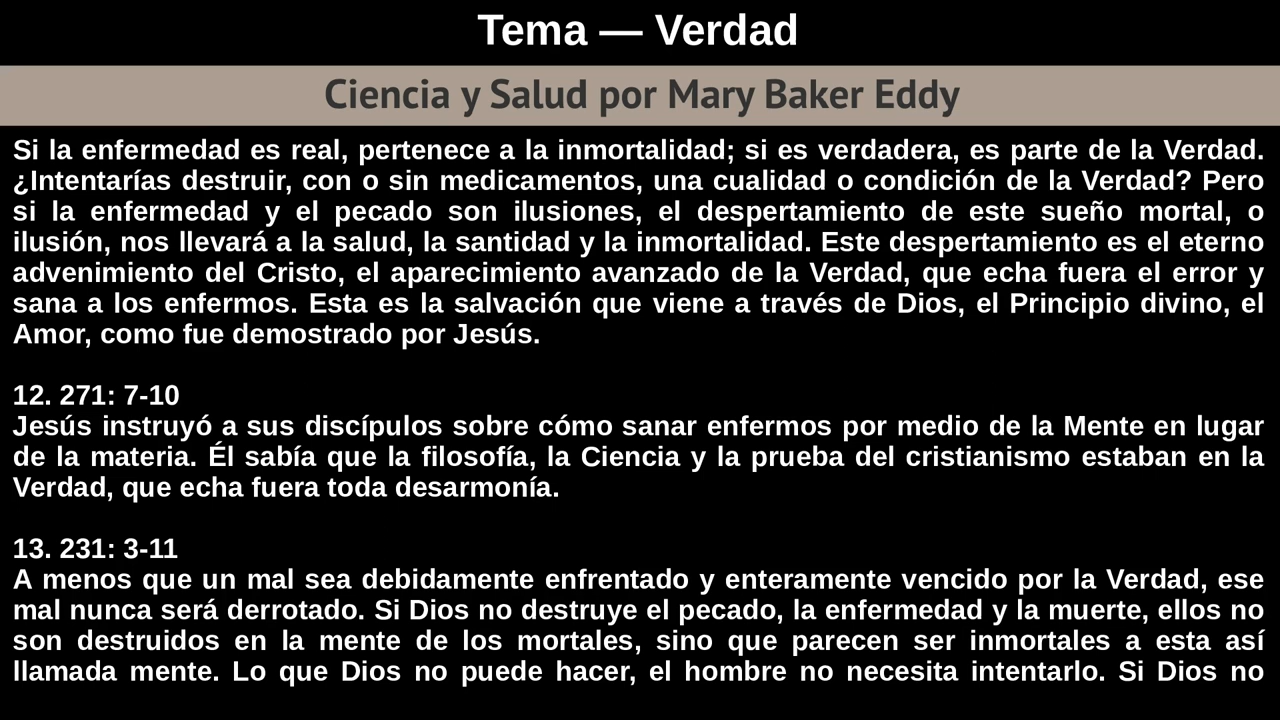 Tema — Verdad
Ciencia y Salud por Mary Baker Eddy
Si la enfermedad es real, pertenece a la inmortalidad; si es verdadera, es parte de la Verdad.
¿Intentarías destruir, con o sin medicamentos, una cualidad o condición de la Verdad? Pero
si la enfermedad y el pecado son ilusiones, el despertamiento de este sueño mortal, o
ilusión, nos llevará a la salud, la santidad y la inmortalidad. Este despertamiento es el eterno
advenimiento del Cristo, el aparecimiento avanzado de la Verdad, que echa fuera el error y
sana a los enfermos. Esta es la salvación que viene a través de Dios, el Principio divino, el
Amor, como fue demostrado por Jesús.
12. 271: 7-10
Jesús instruyó a sus discípulos sobre cómo sanar enfermos por medio de la Mente en lugar
de la materia. Él sabía que la filosofía, la Ciencia y la prueba del cristianismo estaban en la
Verdad, que echa fuera toda desarmonía.
13. 231: 3-11
A menos que un mal sea debidamente enfrentado y enteramente vencido por la Verdad, ese
mal nunca será derrotado. Si Dios no destruye el pecado, la enfermedad y la muerte, ellos no
son destruidos en la mente de los mortales, sino que parecen ser inmortales a esta así
llamada mente. Lo que Dios no puede hacer, el hombre no necesita intentarlo. Si Dios no